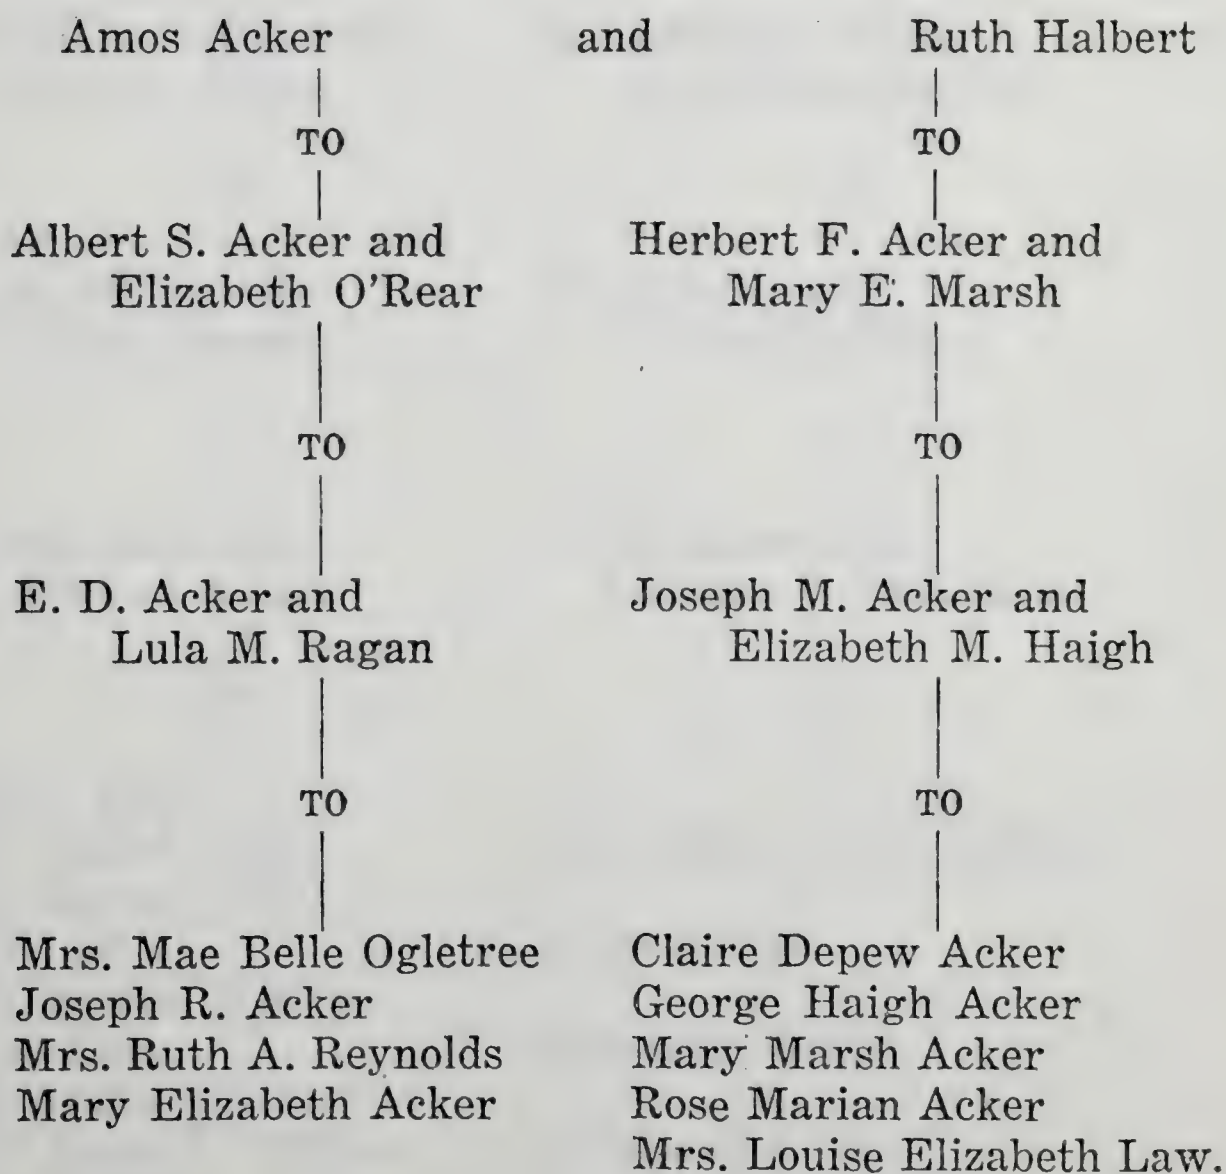 Amos Acker and Ruth Halbert
TO TO
Albert S. Acker and Herbert F. Acker and
Elizabeth O'Rear Mary E. Marsh
TO TO
E. D. Acker and Joseph M. Acker and
Lula M. Ragan Elizabeth M. Haigh
TO TO
Mrs. Mae Belle Ogletree Claire Depew Acker
Joseph R. Acker George Haigh Acker
Mrs. Ruth A. Reynolds Mary Marsh Acker
Mary Elizabeth Acker Rose Marian Acker
Mrs. Louise Elizabeth Law.